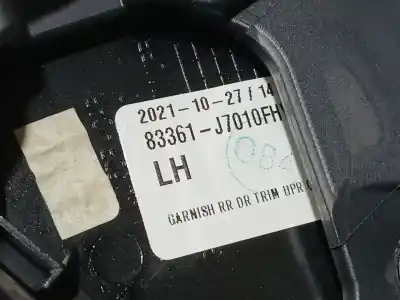 2021-10-27 / 14
83361-J7010FH
LH
GARNISH RR DR TRIM UPR